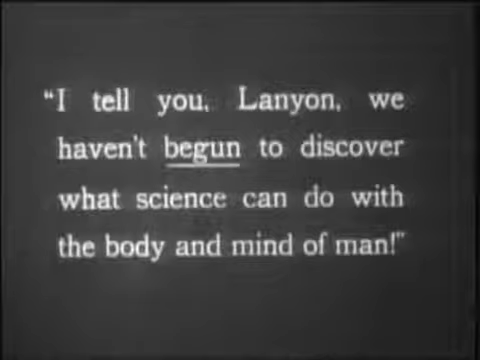 "I tell you, Lanyon, we
haven't begun to discover
what science can do with
the body and mind of man!"